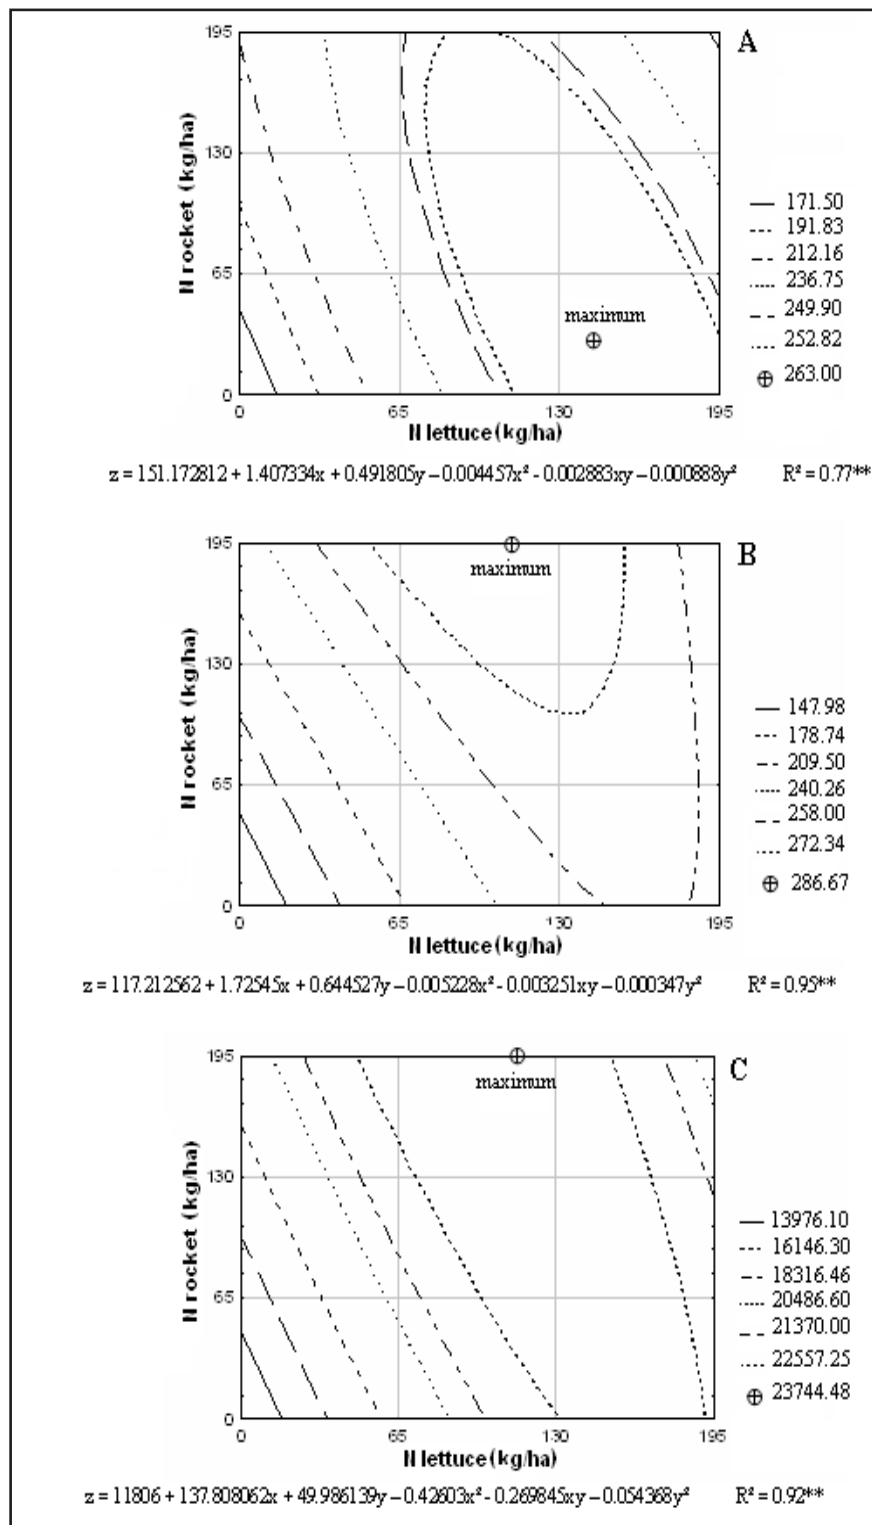 A
195
130
65
0
N rocket (kg/ha)
maximum
171.50
191.83
212.16
236.75
249.90
252.82
263.00
0 65 130 195
N lettuce (kg/ha)
z = 151.172812 + 1.407334x + 0.491805y – 0.004457x² - 0.002883xy – 0.000888y² R² = 0.77**
B
195
130
65
0
N rocket (kg/ha)
maximum
147.98
178.74
209.50
240.26
258.00
272.34
286.67
0 65 130 195
N lettuce (kg/ha)
z = 117.212562 + 1.72545x + 0.644527y – 0.005228x² - 0.003251xy – 0.000347y² R² = 0.95**
C
195
130
65
0
N rocket (kg/ha)
maximum
13976.10
16146.30
18316.46
20486.60
21370.00
22557.25
23744.48
0 65 130 195
N lettuce (kg/ha)
z = 11806 + 137.808062x + 49.986139y – 0.42603x² - 0.269845xy – 0.054368y² R² = 0.92**